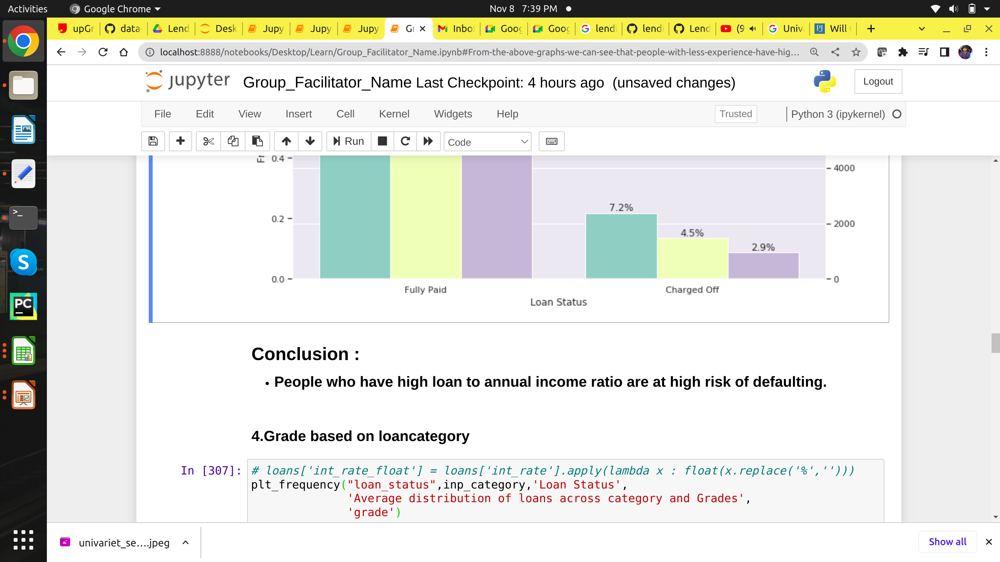 Activities
Google Chrome
Nov 8 7:39 PM
upGr
data-
Lend
Desk
Jupy
Jupy
Jupy
Gr
Inbo
Goog
Goog
lendi
lendi
Lend
(9
Univ
PJ Will
localhost:8888/notebooks/Desktop/Learn/Group_Facilitator_Name.ipynb#From-the-above-graphs-we-can-see-that-people-with-less-experience-have-hig...
jupyter Group_Facilitator_Name Last Checkpoint: 4 hours ago (unsaved changes)
Logout
File Edit View Insert Cell Kernel Widgets Help
Trusted
Python 3 (ipykernel)
Run
Code
0.4
4000
7.2%
0.2
2000
4.5%
2.9%
0.0
0
Fully Paid
Charged Off
Loan Status
Conclusion :
• People who have high loan to annual income ratio are at high risk of defaulting.
4.Grade based on loancategory
In [307]: # loans['int_rate_float'] = loans['int_rate'].apply(lambda x : float(x.replace('%','')))
plt_frequency("loan_status",inp_category,'Loan Status',
'Average distribution of loans across category and Grades',
'grade')
>_
S
PC
univariet_se....jpeg
Show all